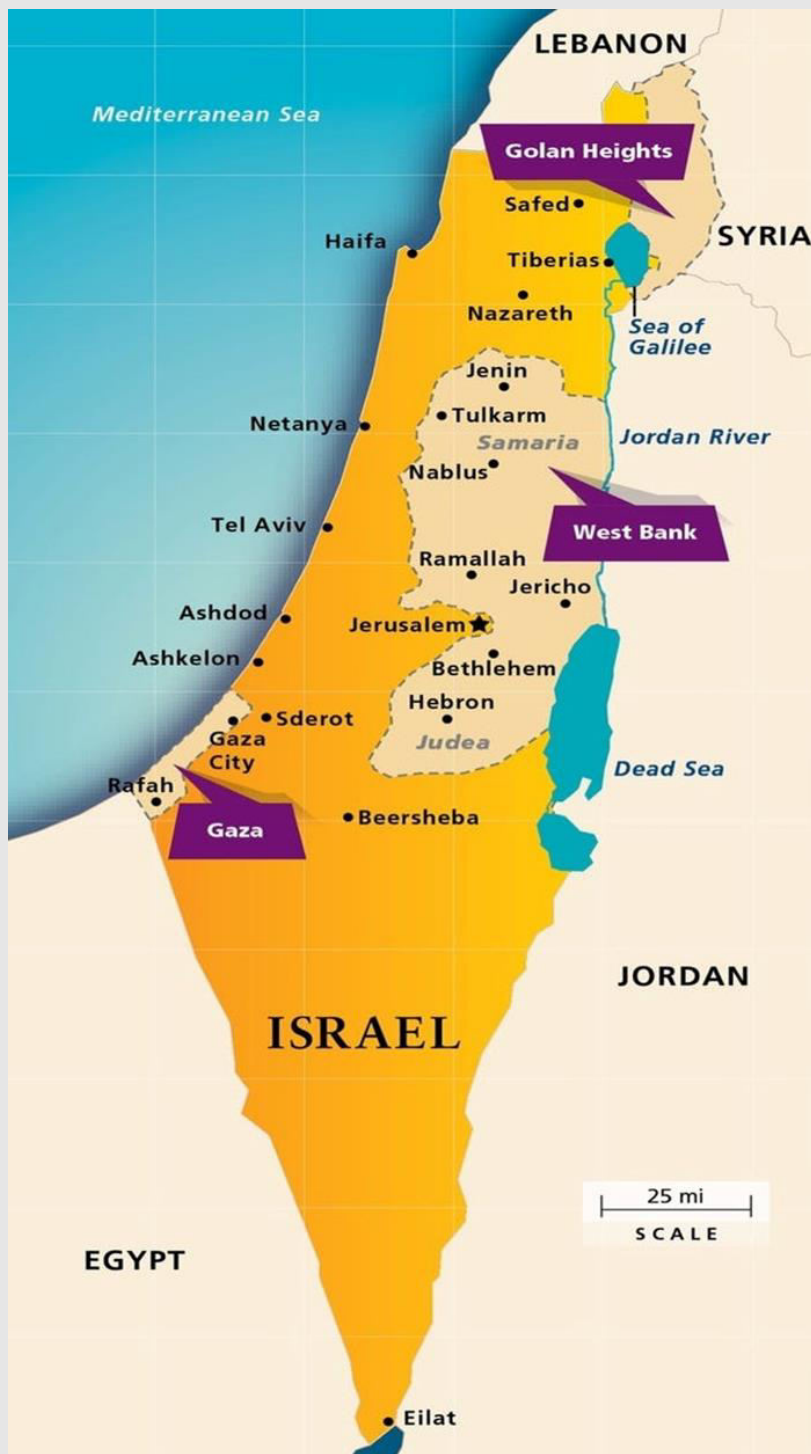 LEBANON
Mediterranean Sea
Golan Heights
Safed
SYRIA
Haifa
Tiberias
Nazareth
Sea of
Galilee
Jenin
Tulkarm
Netanya
Samaria
Jordan River
Nablus
Tel Aviv
West Bank
Ramallah
Jericho
Ashdod
Jerusalem
Ashkelon
Bethlehem
Hebron
Sderot
Gaza
City
Judea
Dead Sea
Rafah
Beersheba
Gaza
JORDAN
ISRAEL
25 mi
SCALE
EGYPT
Eilat